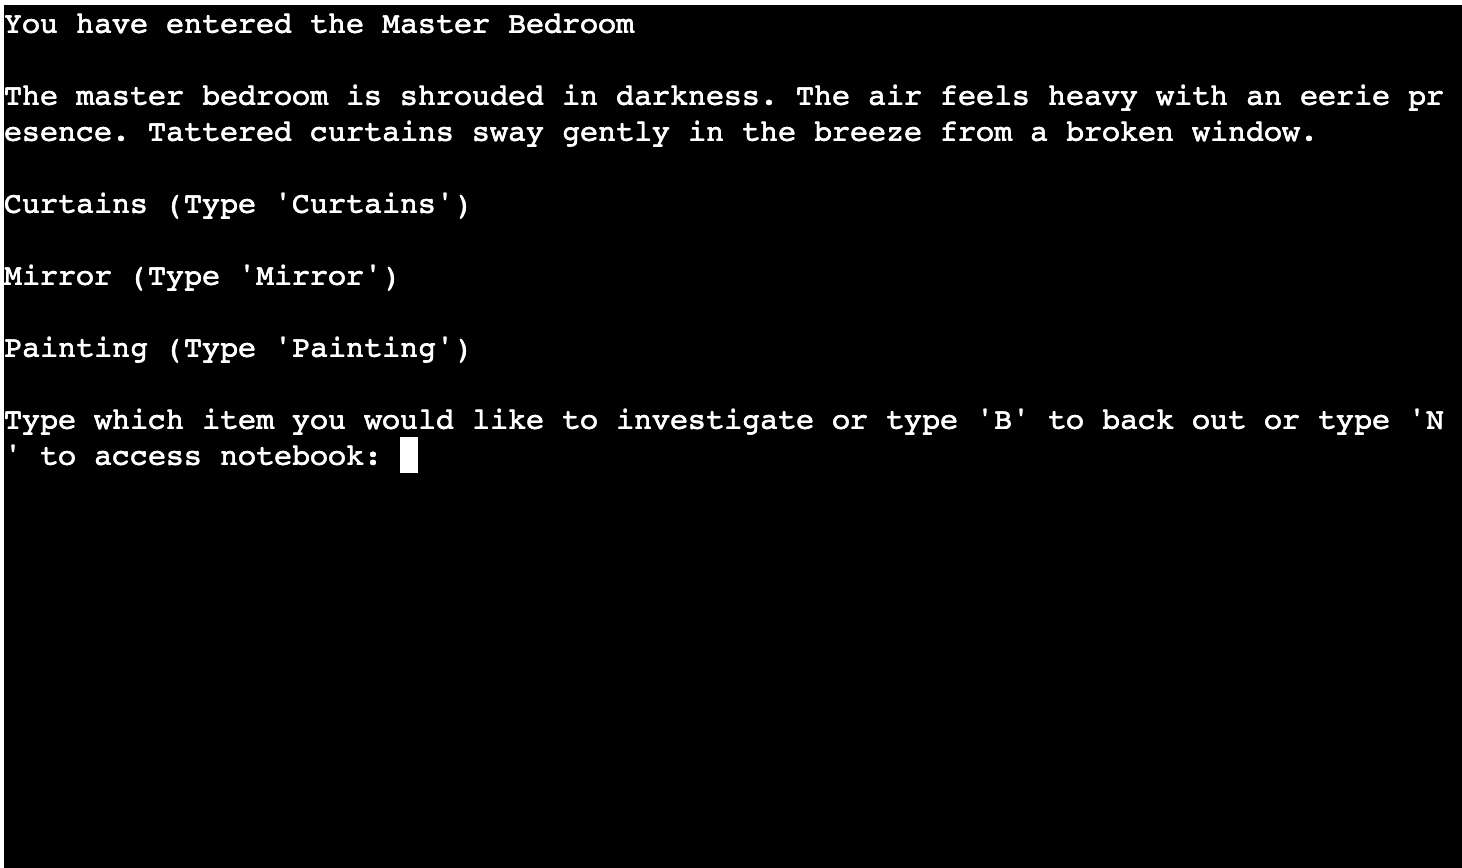 You have entered the Master Bedroom
The master bedroom is shrouded in darkness. The air feels heavy with an eerie pr
esence. Tattered curtains sway gently in the breeze from a broken window.
Curtains (Type 'Curtains')
Mirror (Type 'Mirror')
Painting (Type 'Painting')
Type which item you would like to investigate or type 'B' to back out or type 'N
' to access notebook: